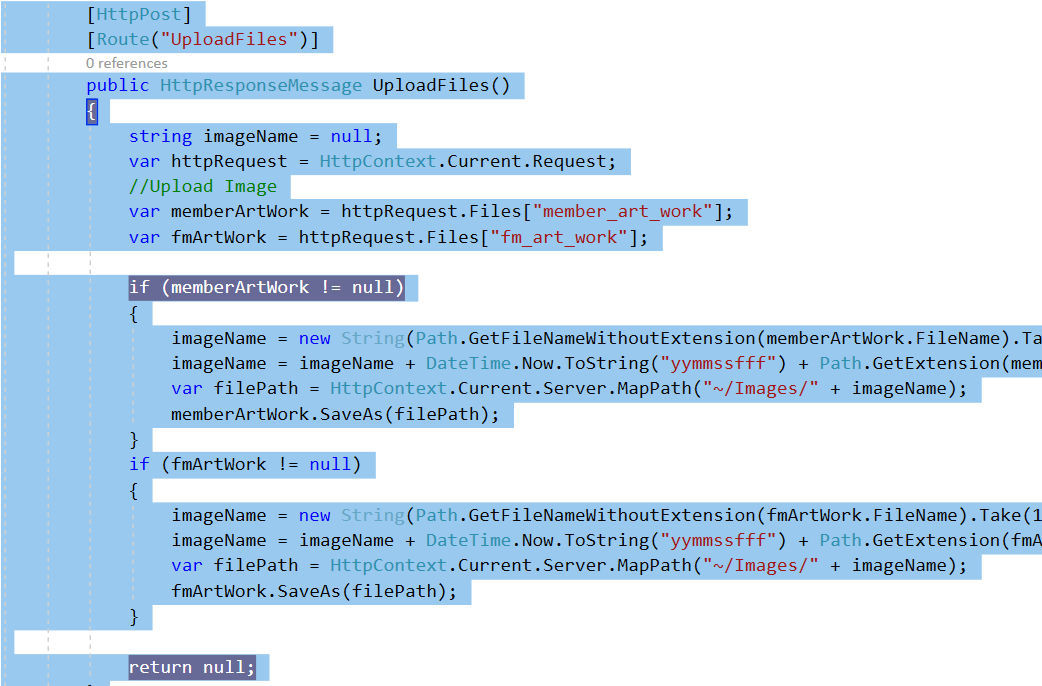 [HttpPost]
[Route("UploadFiles")]
0 references
public HttpResponseMessage UploadFiles()
{
string imageName = null;
var httpRequest = HttpContext.Current.Request;
//Upload Image
var memberArtWork = httpRequest.Files["member_art_work"];
var fmArtWork = httpRequest.Files["fm_art_work"];
if (memberArtWork != null)
{
imageName = new String(Path.GetFileNameWithoutExtension(memberArtWork.FileName).Ta
imageName = imageName + DateTime.Now.ToString("yymmssfff") + Path.GetExtension(mem
var filePath = HttpContext.Current.Server.MapPath("~/Images/" + imageName);
memberArtWork.SaveAs(filePath);
}
if (fmArtWork != null)
{
imageName = new String(Path.GetFileNameWithoutExtension(fmArtWork.FileName).Take(1
imageName = imageName + DateTime.Now.ToString("yymmssfff") + Path.GetExtension(fmA
var filePath = HttpContext.Current.Server.MapPath("~/Images/" + imageName);
fmArtWork.SaveAs(filePath);
}
return null;